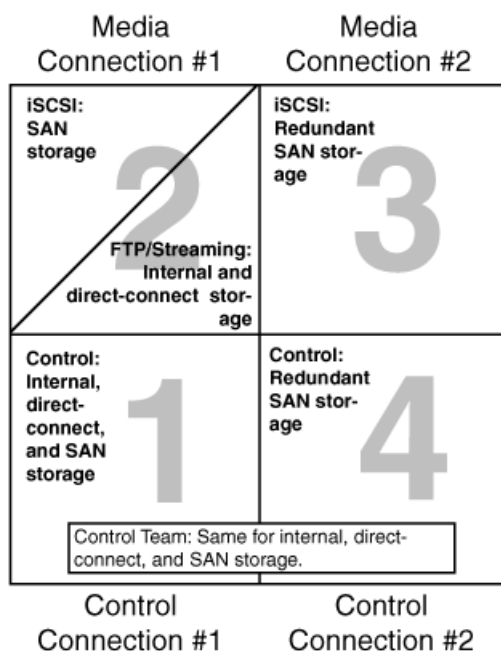 Media
Connection #1
Media
Connection #2
iSCSI:
SAN
storage
2
FTP/Streaming:
Internal and
direct-connect stor-
age
iSCSI:
Redundant
SAN stor-
age
3
Control:
Internal,
direct-
connect,
and SAN
storage
1
Control:
Redundant
SAN stor-
age
4
Control Team: Same for internal, direct-
connect, and SAN storage.
Control
Connection #1
Control
Connection #2